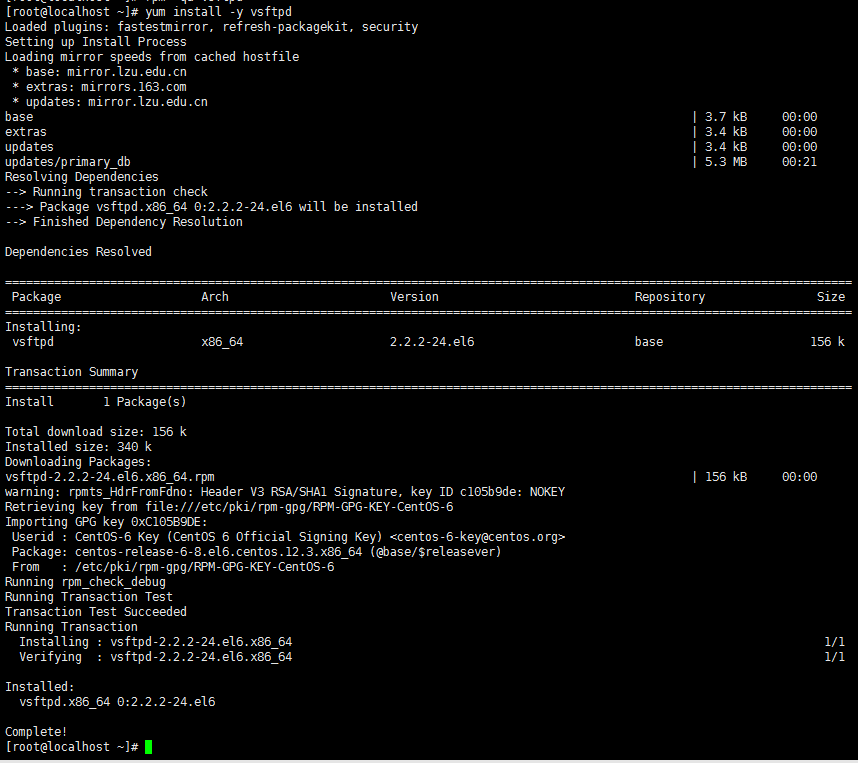 [root@localhost ~]# yum install -y vsftpd
Loaded plugins: fastestmirror, refresh-packagekit, security
Setting up Install Process
Loading mirror speeds from cached hostfile
 * base: mirror.lzu.edu.cn
 * extras: mirrors.163.com
 * updates: mirror.lzu.edu.cn
base | 3.7 kB 00:00
extras | 3.4 kB 00:00
updates | 3.4 kB 00:00
updates/primary_db | 5.3 MB 00:21
Resolving Dependencies
--> Running transaction check
---> Package vsftpd.x86_64 0:2.2.2-24.el6 will be installed
--> Finished Dependency Resolution
Dependencies Resolved
Package Arch Version Repository Size
Installing:
vsftpd x86_64 2.2.2-24.el6 base 156 k
Transaction Summary
Install 1 Package(s)
Total download size: 156 k
Installed size: 340 k
Downloading Packages:
vsftpd-2.2.2-24.el6.x86_64.rpm | 156 kB 00:00
warning: rpmts_HdrFromFdno: Header V3 RSA/SHA1 Signature, key ID c105b9de: NOKEY
Retrieving key from file:///etc/pki/rpm-gpg/RPM-GPG-KEY-CentOS-6
Importing GPG key 0xC105B9DE:
 Userid : CentOS-6 Key (CentOS 6 Official Signing Key) <centos-6-key@centos.org>
 Package: centos-release-6-8.el6.centos.12.3.x86_64 (@base/$releasever)
 From   : /etc/pki/rpm-gpg/RPM-GPG-KEY-CentOS-6
Running rpm_check_debug
Running Transaction Test
Transaction Test Succeeded
Running Transaction
  Installing : vsftpd-2.2.2-24.el6.x86_64 1/1
  Verifying  : vsftpd-2.2.2-24.el6.x86_64 1/1
Installed:
  vsftpd.x86_64 0:2.2.2-24.el6
Complete!
[root@localhost ~]#